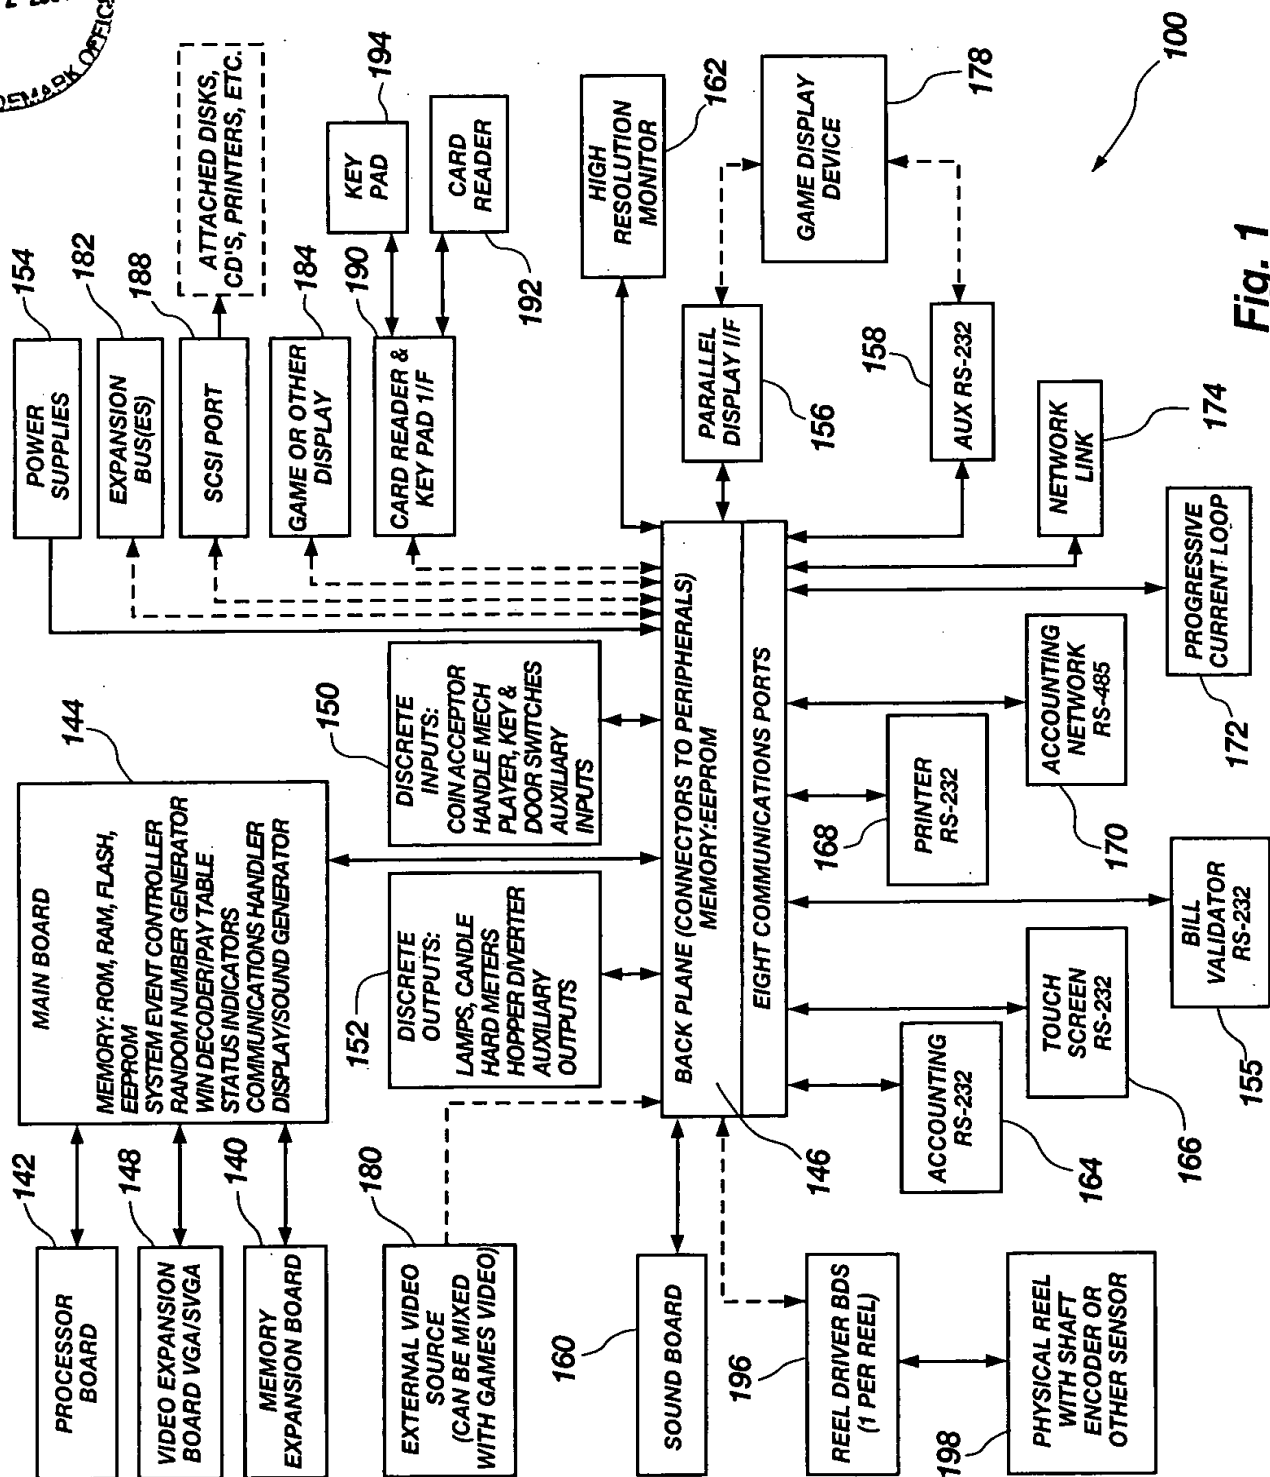 DEMARK OFFICE
PROCESSOR
BOARD
142
VIDEO EXPANSION
BOARD VGA/SVGA
148
MEMORY
EXPANSION BOARD
140
MAIN BOARD
MEMORY: ROM, RAM, FLASH,
EEPROM
SYSTEM EVENT CONTROLLER
RANDOM NUMBER GENERATOR
WIN DECODER/PAY TABLE
STATUS INDICATORS
COMMUNICATIONS HANDLER
DISPLAY/SOUND GENERATOR
144
POWER
SUPPLIES
154
EXPANSION
BUS(ES)
182
SCSI PORT
188
ATTACHED DISKS,
CD'S, PRINTERS, ETC.
GAME OR OTHER
DISPLAY
184
CARD READER &
KEY PAD 1/F
190
KEY
PAD
194
CARD
READER
192
EXTERNAL VIDEO
SOURCE
(CAN BE MIXED
WITH GAMES VIDEO)
180
DISCRETE
OUTPUTS:
LAMPS, CANDLE
HARD METERS
HOPPER DIVERTER
AUXILIARY
OUTPUTS
152
DISCRETE
INPUTS:
COIN ACCEPTOR
HANDLE MECH
PLAYER, KEY &
DOOR SWITCHES
AUXILIARY
INPUTS
150
HIGH
RESOLUTION
MONITOR
162
SOUND BOARD
160
BACK PLANE (CONNECTORS TO PERIPHERALS)
MEMORY:EEPROM
EIGHT COMMUNICATIONS PORTS
146
PARALLEL
DISPLAY I/F
156
GAME DISPLAY
DEVICE
178
REEL DRIVER BDS
(1 PER REEL)
196
AUX RS-232
158
PHYSICAL REEL
WITH SHAFT
ENCODER OR
OTHER SENSOR
198
ACCOUNTING
RS-232
164
TOUCH
SCREEN
RS-232
166
BILL
VALIDATOR
RS-232
155
PRINTER
RS-232
168
ACCOUNTING
NETWORK
RS-485
170
PROGRESSIVE
CURRENT LOOP
172
NETWORK
LINK
174
100
Fig. 1